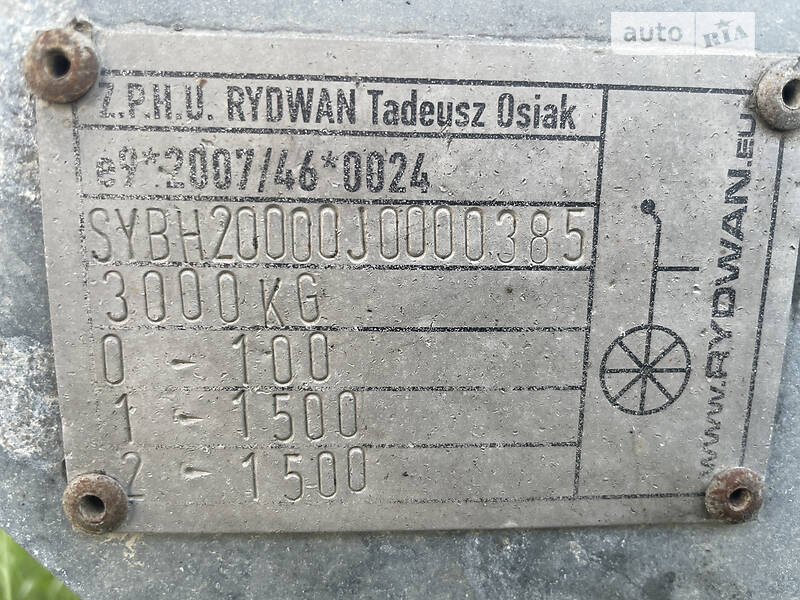 auto RIA
Z.P.H.U. RYDWAN Tadeusz Osiak
e9*2007/46*0024
SYBH20000J0000385
3000KG
0 - 100
1 - 1500
2 - 1500
www.RYDWAN.EU